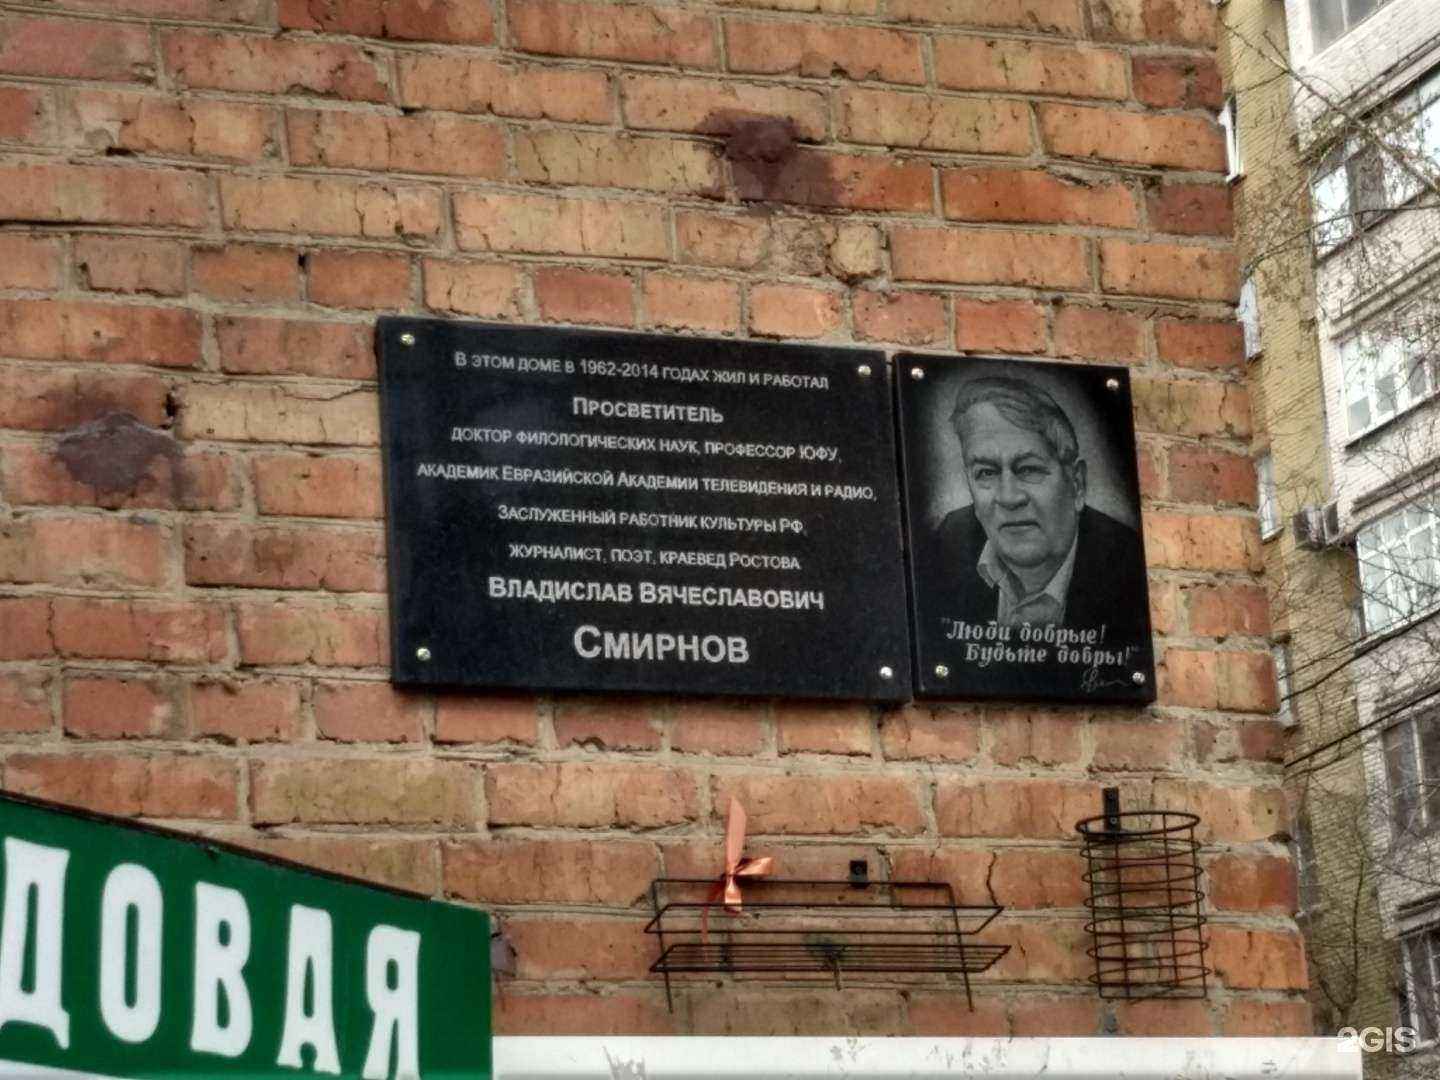 В этом доме в 1962-2014 годах жил и работал
Просветитель
доктор филологических наук, профессор ЮФУ,
академик Евразийской Академии телевидения и радио,
Заслуженный работник культуры РФ,
журналист, поэт, краевед Ростова
Владислав Вячеславович
Смирнов
"Люди добрые!
Будьте добры!"
ДОВАЯ
2GIS